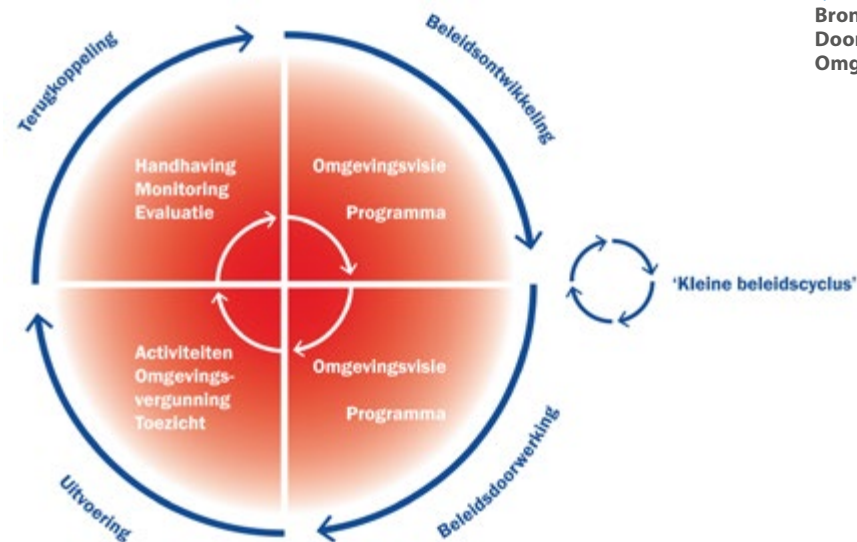 Bron
Door
Omg
Terugkoppeling
Beleidsontwikkeling
Handhaving
Monitoring
Evaluatie
Omgevingsvisie
Programma
'Kleine beleidscyclus'
Activiteiten
Omgevings-
vergunning
Toezicht
Omgevingsvisie
Programma
Uitvoering
Beleidsdoorwerking